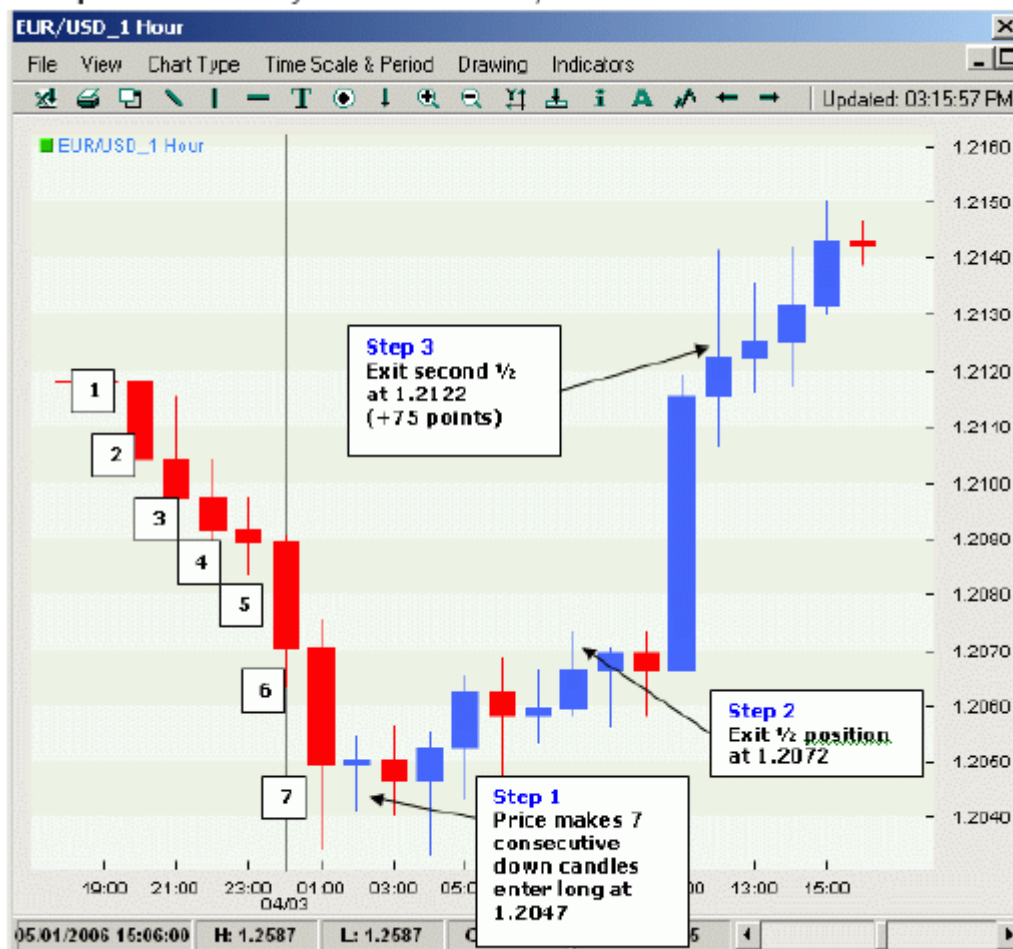 EUR/USD_1 Hour
File View Chart Type Time Scale & Period Drawing Indicators
Updated: 03:15:57 PM
EUR/USD_1 Hour
1.2160
1.2150
1.2140
1.2130
1.2120
1.2110
1.2100
1.2090
1.2080
1.2070
1.2060
1.2050
1.2040
Step 3
Exit second ½
at 1.2122
(+75 points)
1
2
3
4
5
6
7
Step 2
Exit ½ position
at 1.2072
Step 1
Price makes 7
consecutive
down candles
enter long at
1.2047
19:00 21:00 23:00 01:00 03:00 13:00 15:00
04/03
05/01/2006 15:06:00 H: 1.2587 L: 1.2587